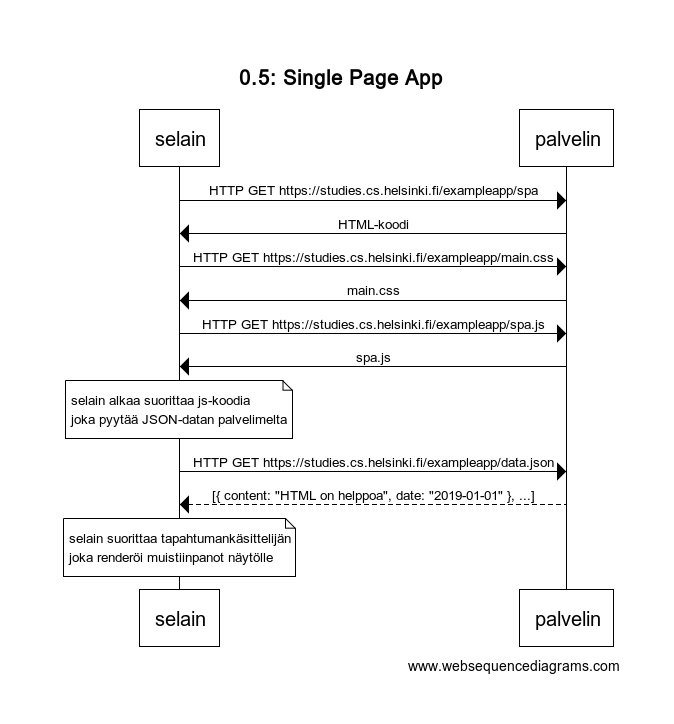 0.5: Single Page App
selain
palvelin
HTTP GET https://studies.cs.helsinki.fi/exampleapp/spa
HTML-koodi
HTTP GET https://studies.cs.helsinki.fi/exampleapp/main.css
main.css
HTTP GET https://studies.cs.helsinki.fi/exampleapp/spa.js
spa.js
selain alkaa suorittaa js-koodia
joka pyytää JSON-datan palvelimelta
HTTP GET https://studies.cs.helsinki.fi/exampleapp/data.json
[{ content: "HTML on helppoa", date: "2019-01-01" }, ...]
selain suorittaa tapahtumankäsittelijän
joka renderöi muistiinpanot näytölle
selain
palvelin
www.websequencediagrams.com